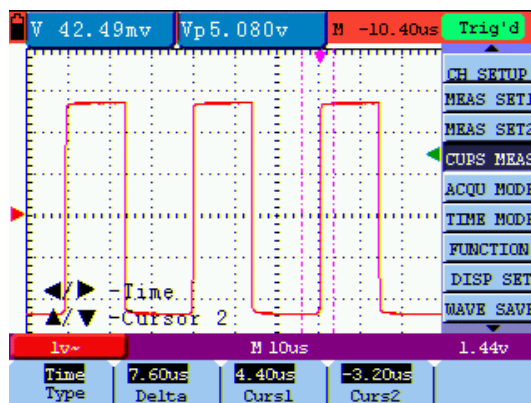 V 42.49mv Vp5.080v M -10.40us Trig'd
CH SETUP
MEAS SET1
MEAS SET2
CUPS MEAS
ACQU MODE
TIME MODE
FUNCTION
DISP SET
WAVE SAVE
◀/▶ -Time
▲/▼ -Cursor 2
1v~ M 10us 1.44v
Time 7.60us 4.40us -3.20us
Type Delta Curs1 Curs2